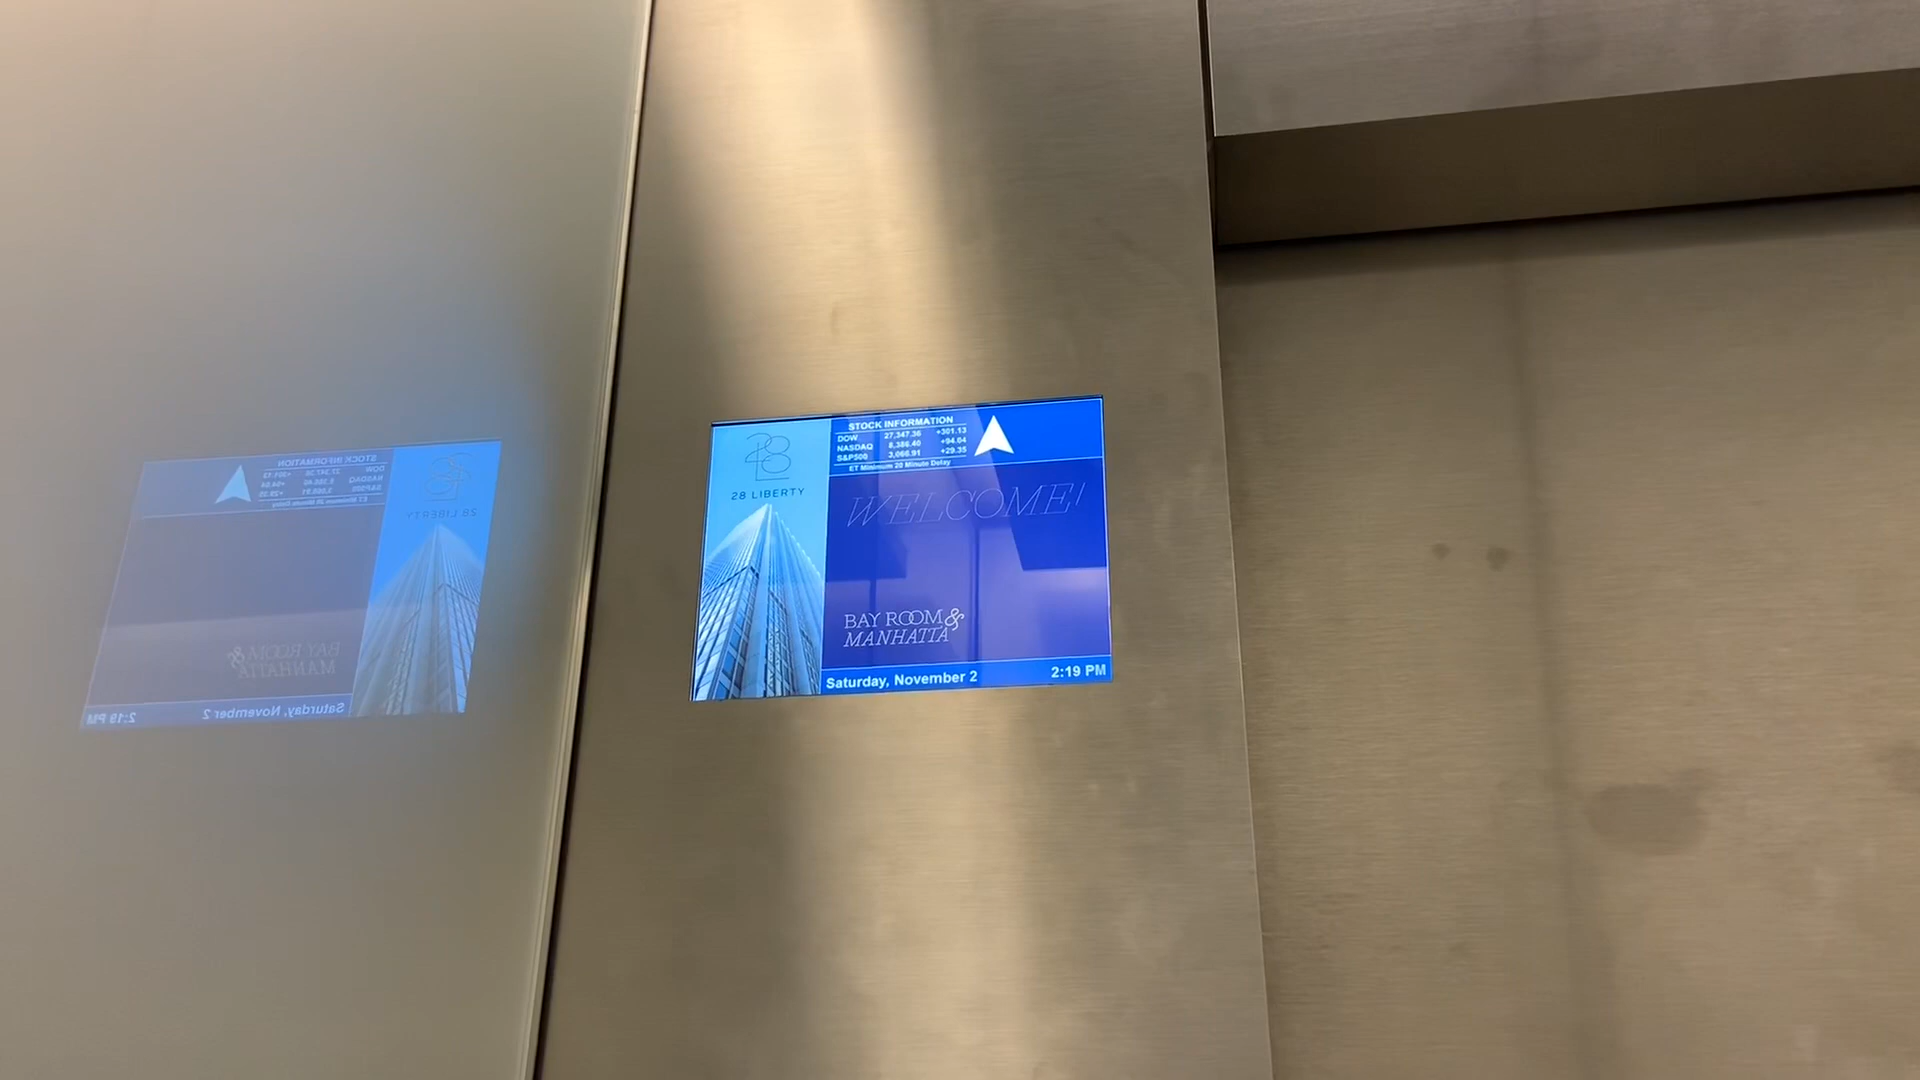 28
28 LIBERTY
STOCK INFORMATION
DOW 27,347.36 +301.13
NASDAQ 8,386.40 +94.04
S&P500 3,066.91 +29.35
ET Minimum 20 Minute Delay
WELCOME!
BAY ROOM &
MANHATTA
Saturday, November 2 2:19 PM